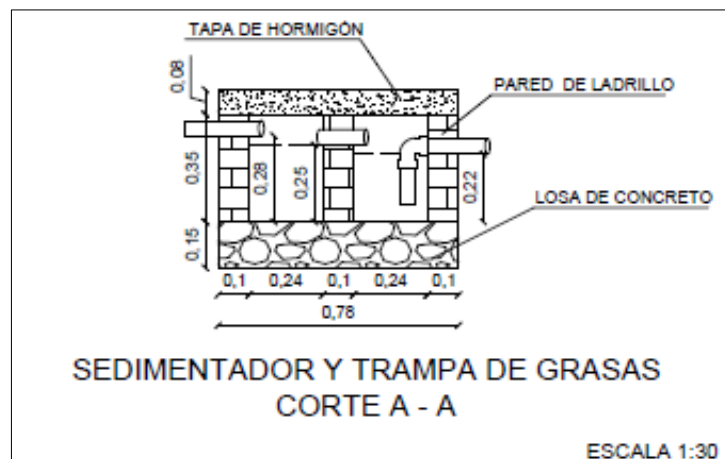 TAPA DE HORMIGÓN
0,08
PARED DE LADRILLO
0,35
0,28
0,25
0,22
LOSA DE CONCRETO
0,15
0,1 0,24 0,1 0,24 0,1
0,78
SEDIMENTADOR Y TRAMPA DE GRASAS
CORTE A - A
ESCALA 1:30